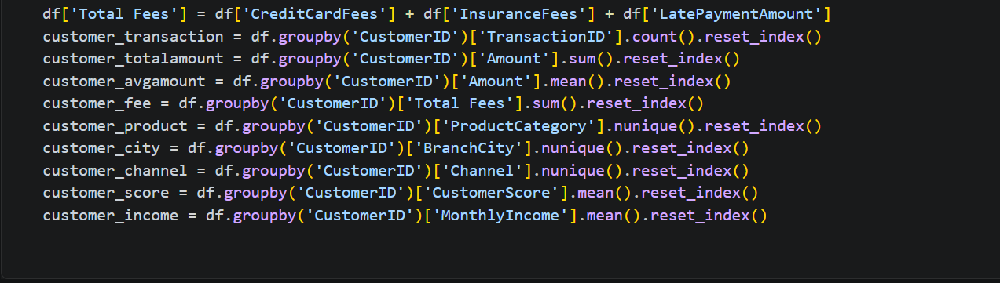 df['Total Fees'] = df['CreditCardFees'] + df['InsuranceFees'] + df['LatePaymentAmount']
customer_transaction = df.groupby('CustomerID')['TransactionID'].count().reset_index()
customer_totalamount = df.groupby('CustomerID')['Amount'].sum().reset_index()
customer_avgamount = df.groupby('CustomerID')['Amount'].mean().reset_index()
customer_fee = df.groupby('CustomerID')['Total Fees'].sum().reset_index()
customer_product = df.groupby('CustomerID')['ProductCategory'].nunique().reset_index()
customer_city = df.groupby('CustomerID')['BranchCity'].nunique().reset_index()
customer_channel = df.groupby('CustomerID')['Channel'].nunique().reset_index()
customer_score = df.groupby('CustomerID')['CustomerScore'].mean().reset_index()
customer_income = df.groupby('CustomerID')['MonthlyIncome'].mean().reset_index()